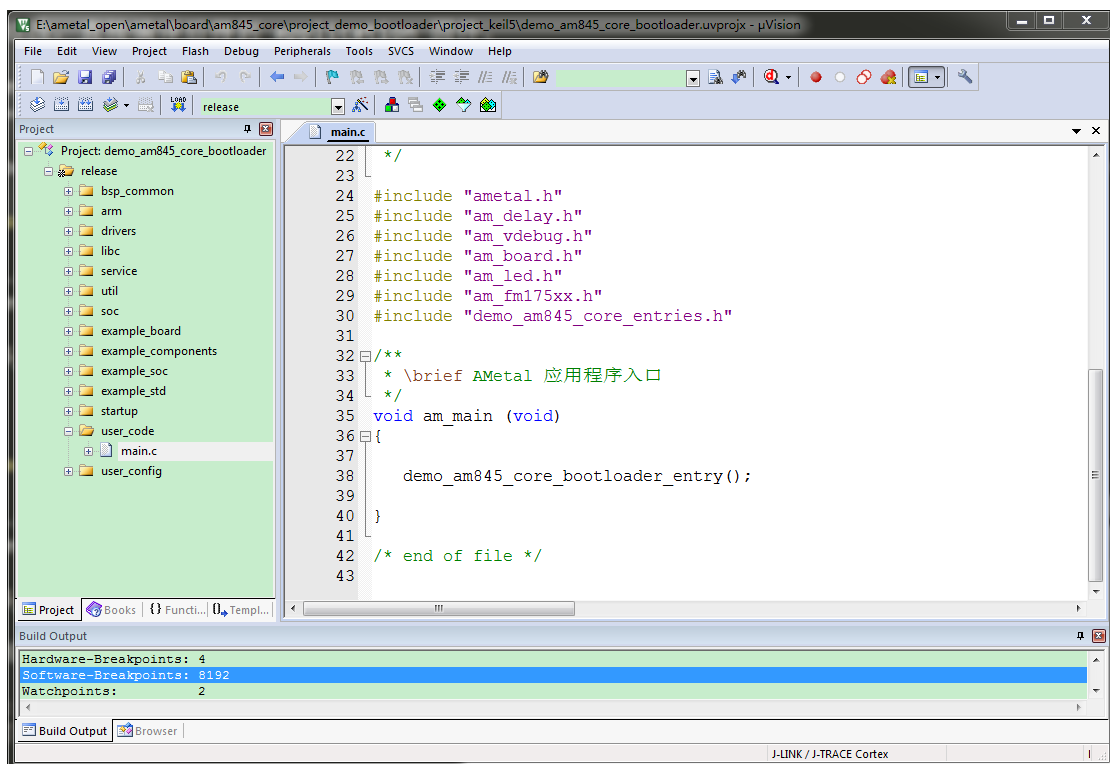 E:\ametal_open\ametal\board\am845_core\project_demo_bootloader\project_keil5\demo_am845_core_bootloader.uvprojx - µVision
File Edit View Project Flash Debug Peripherals Tools SVCS Window Help
LOAD
release
Project
main.c
Project: demo_am845_core_bootloader
release
bsp_common
arm
drivers
libc
service
util
soc
example_board
example_components
example_soc
example_std
startup
user_code
main.c
user_config
22 */
23
24 #include "ametal.h"
25 #include "am_delay.h"
26 #include "am_vdebug.h"
27 #include "am_board.h"
28 #include "am_led.h"
29 #include "am_fm175xx.h"
30 #include "demo_am845_core_entries.h"
31
32 /**
33 * \brief AMetal 应用程序入口
34 */
35 void am_main (void)
36 {
37
38 demo_am845_core_bootloader_entry();
39
40 }
41
42 /* end of file */
43
Project Books {} Functi... 0 Templ...
Build Output
Hardware-Breakpoints: 4
Software-Breakpoints: 8192
Watchpoints: 2
Build Output Browser
J-LINK / J-TRACE Cortex